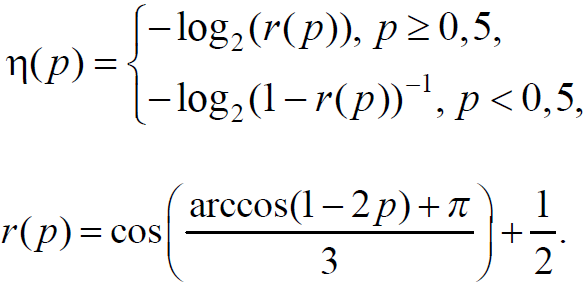 η(p) = { −log₂(r(p)), p ≥ 0,5,
−log₂(1 − r(p))⁻¹, p < 0,5,
r(p) = cos( (arccos(1 − 2p) + π) / 3 ) + 1/2.